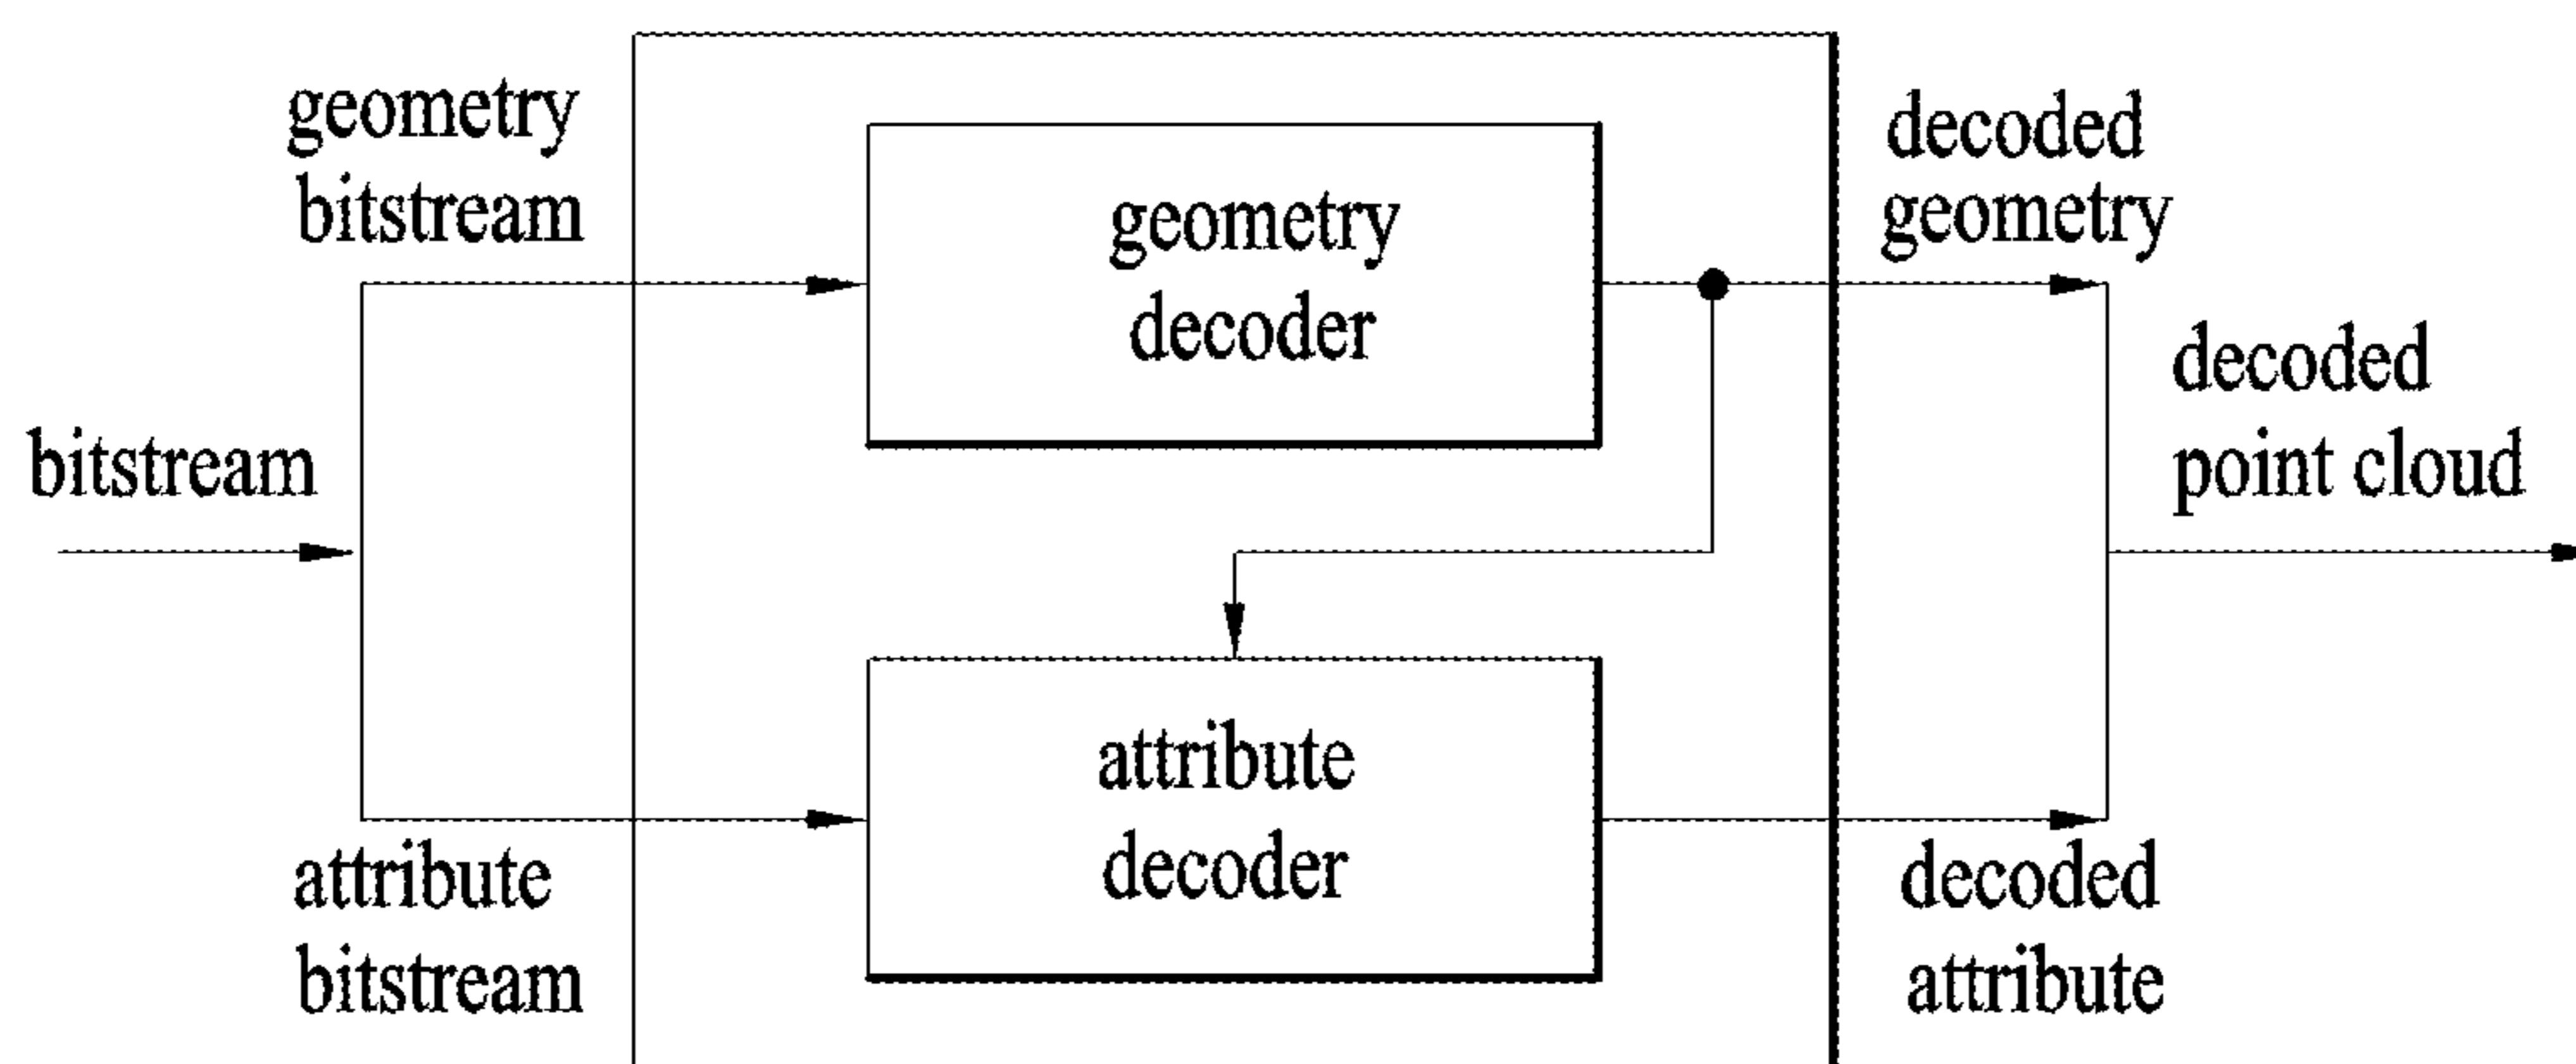 geometry
bitstream
geometry
decoder
decoded
geometry
bitstream
decoded
point cloud
attribute
bitstream
attribute
decoder
decoded
attribute